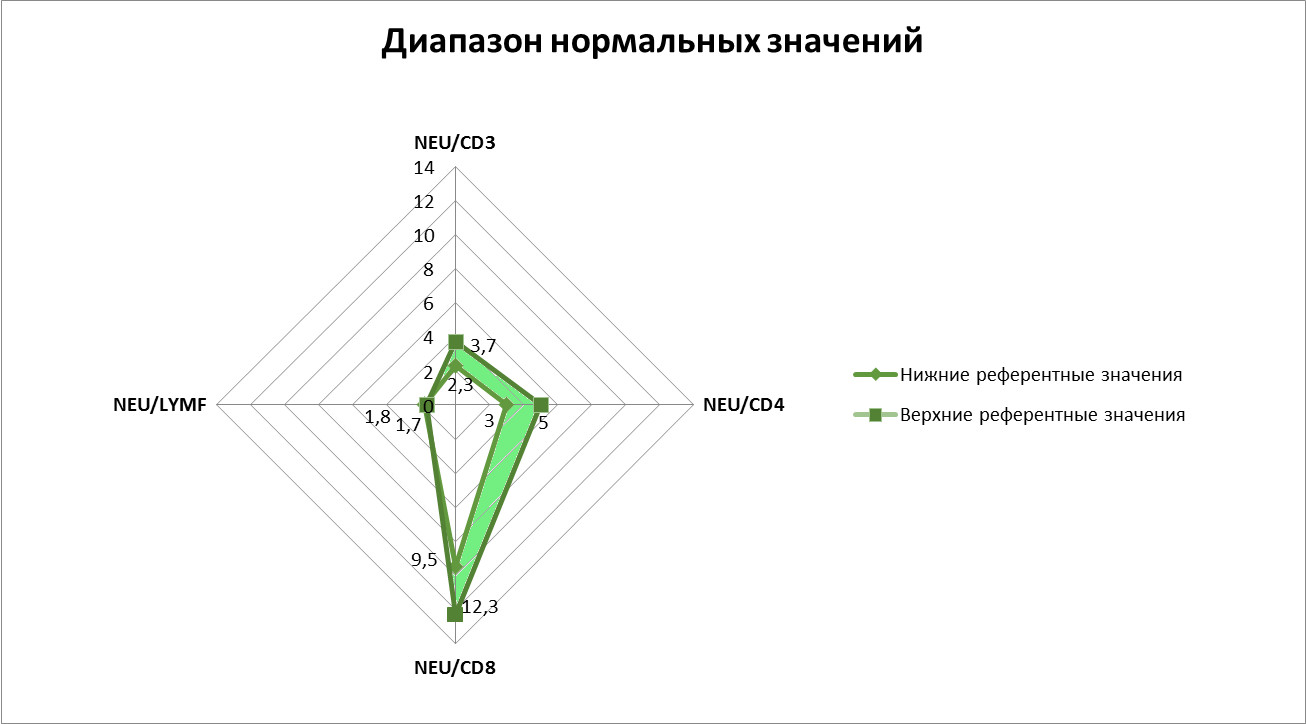 Диапазон нормальных значений
NEU/CD3
14
12
10
8
6
4
3,7
2
2,3
NEU/LYMF
0
NEU/CD4
1,8
1,7
3
5
9,5
12,3
NEU/CD8
Нижние референтные значения
Верхние референтные значения